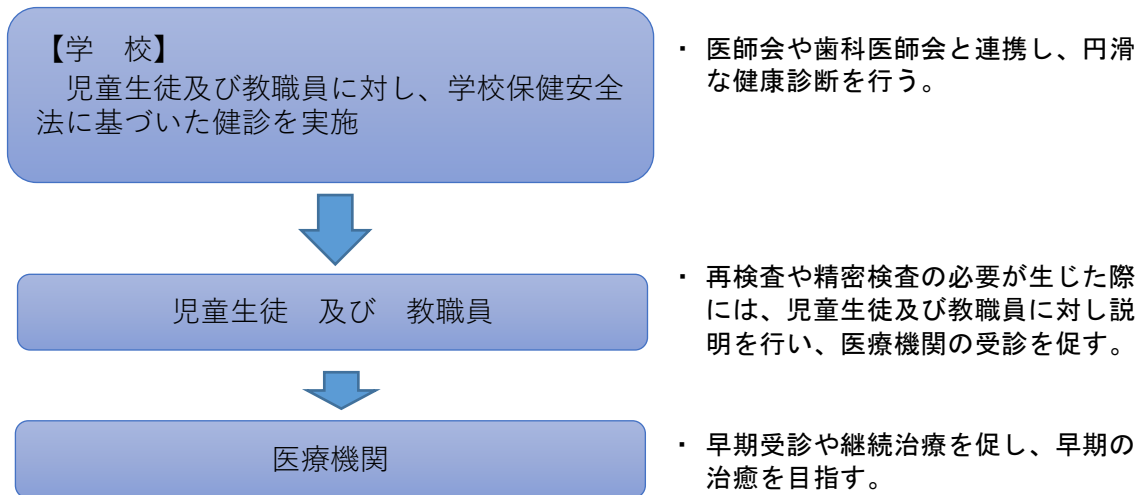 【学　校】
　児童生徒及び教職員に対し、学校保健安全
法に基づいた健診を実施
・ 医師会や歯科医師会と連携し、円滑
な健康診断を行う。
児童生徒　及び　教職員
・ 再検査や精密検査の必要が生じた際
には、児童生徒及び教職員に対し説
明を行い、医療機関の受診を促す。
医療機関
・ 早期受診や継続治療を促し、早期の
治癒を目指す。